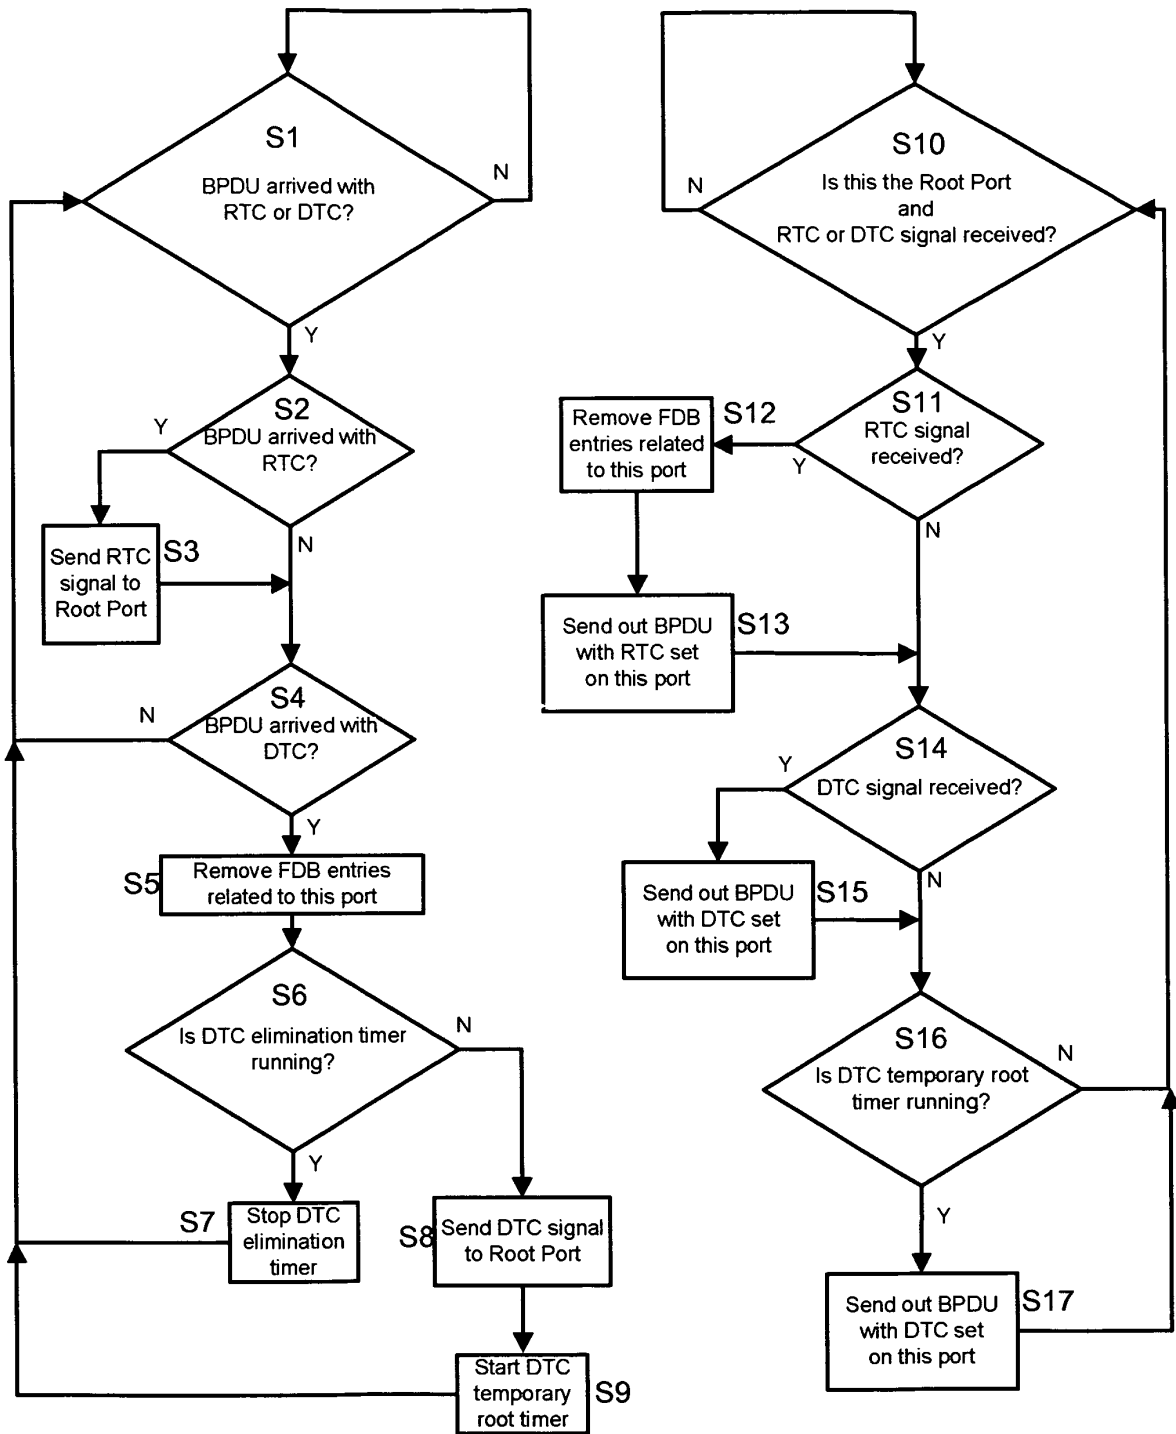 S1
BPDU arrived with
RTC or DTC?
N
Y
S2
BPDU arrived with
RTC?
Y
N
Send RTC
signal to
Root Port
S3
S4
BPDU arrived with
DTC?
N
Y
S5
Remove FDB entries
related to this port
S6
Is DTC elimination timer
running?
N
Y
S7
Stop DTC
elimination
timer
S8
Send DTC signal
to Root Port
Start DTC
temporary
root timer
S9
S10
Is this the Root Port
and
RTC or DTC signal received?
N
Y
S11
RTC signal
received?
Y
N
S12
Remove FDB
entries related
to this port
Send out BPDU
with RTC set
on this port
S13
S14
DTC signal received?
Y
N
Send out BPDU
with DTC set
on this port
S15
S16
Is DTC temporary root
timer running?
N
Y
Send out BPDU
with DTC set
on this port
S17